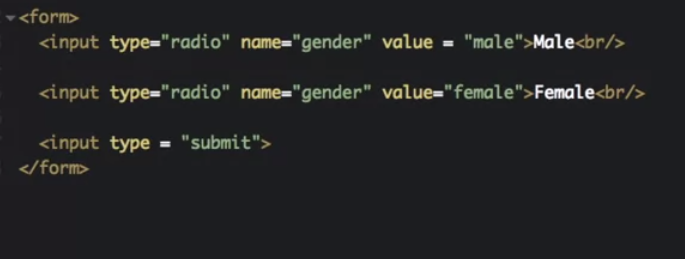 <form>
<input type="radio" name="gender" value = "male">Male<br/>
<input type="radio" name="gender" value="female">Female<br/>
<input type = "submit">
</form>